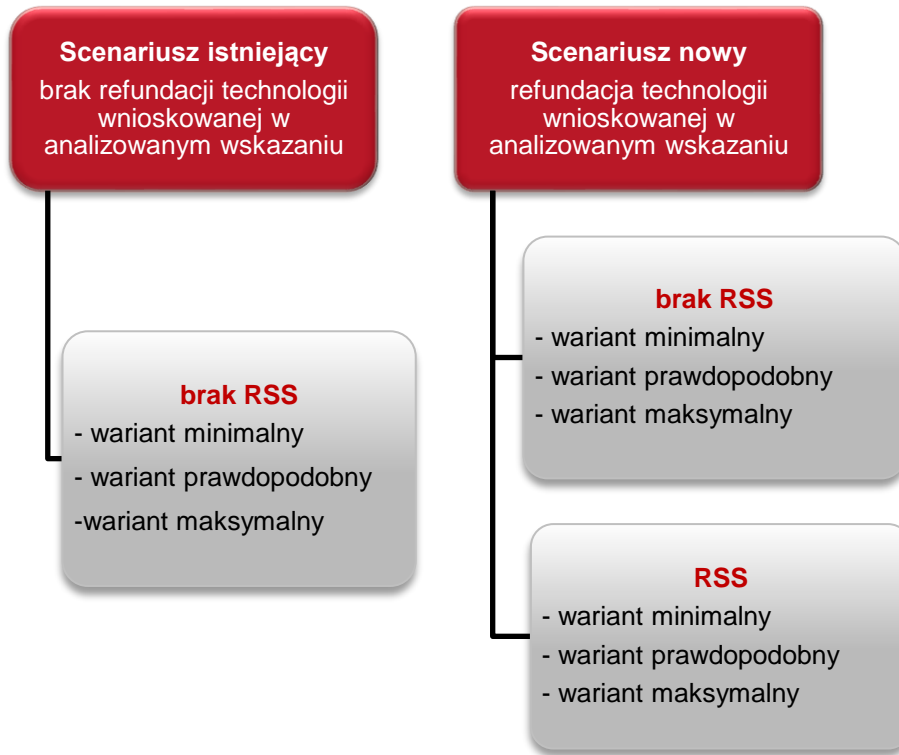 Scenariusz istniejący
brak refundacji technologii
wnioskowanej w
analizowanym wskazaniu
brak RSS
- wariant minimalny
- wariant prawdopodobny
-wariant maksymalny
Scenariusz nowy
refundacja technologii
wnioskowanej w
analizowanym wskazaniu
brak RSS
- wariant minimalny
- wariant prawdopodobny
- wariant maksymalny
RSS
- wariant minimalny
- wariant prawdopodobny
- wariant maksymalny